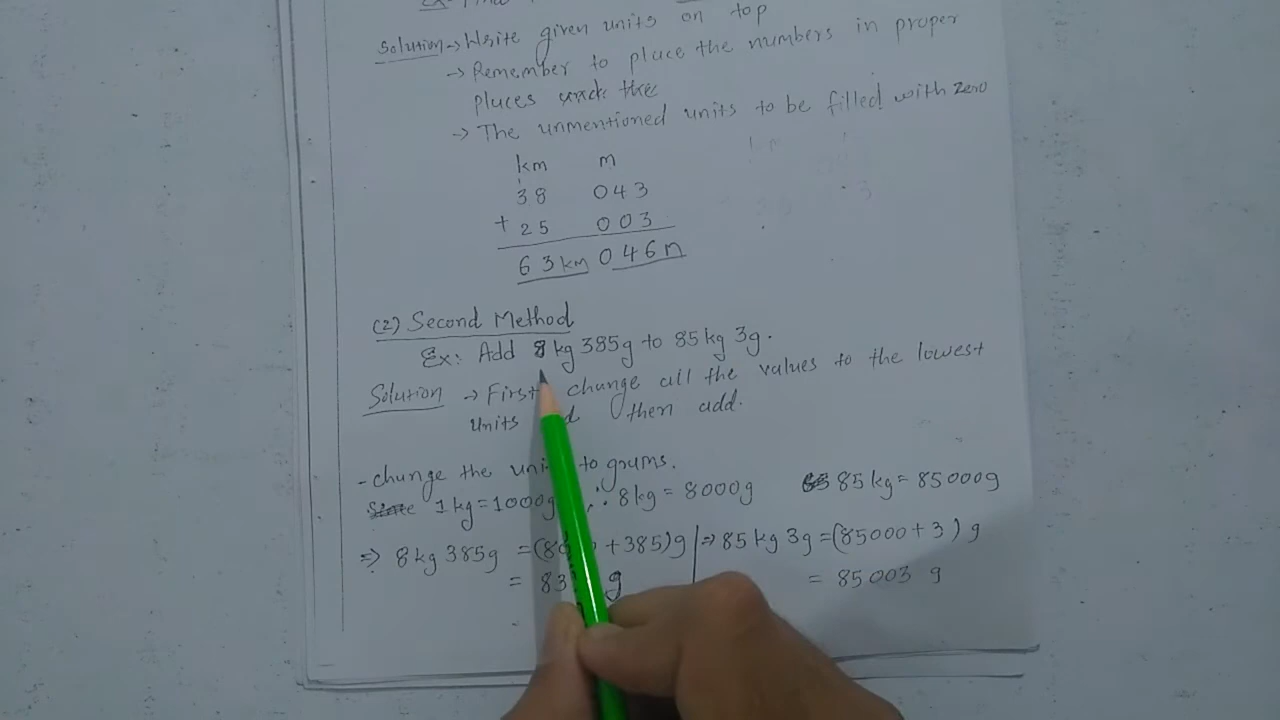 Solution → Write given units on top
→ Remember to place the numbers in proper
places
→ The unmentioned units to be filled with zero
km m
38 043
+ 25 003
63 km 046 m
(2) Second Method
Ex: Add 8 kg 385g to 85 kg 3g.
Solution → First change all the values to the lowest
units then add.
- change the to grams.
1 kg = 1000g ∴ 8 kg = 8000g 85 kg = 85000g
⇒ 8 kg 385g = ( + 385) g ⇒ 85 kg 3g = (85000 + 3) g
= g = 85003 g